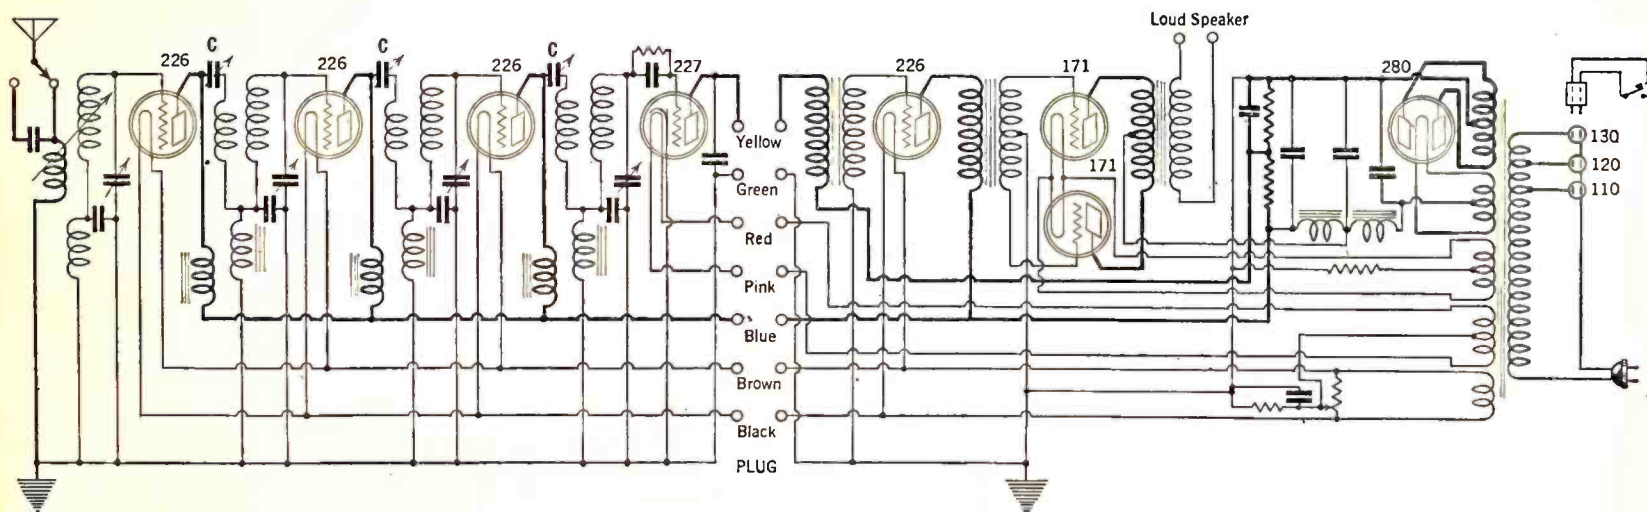 Loud Speaker
C
C
C
226
226
226
227
226
171
280
130
Yellow
120
171
Green
110
Red
Pink
Blue
Brown
Black
PLUG